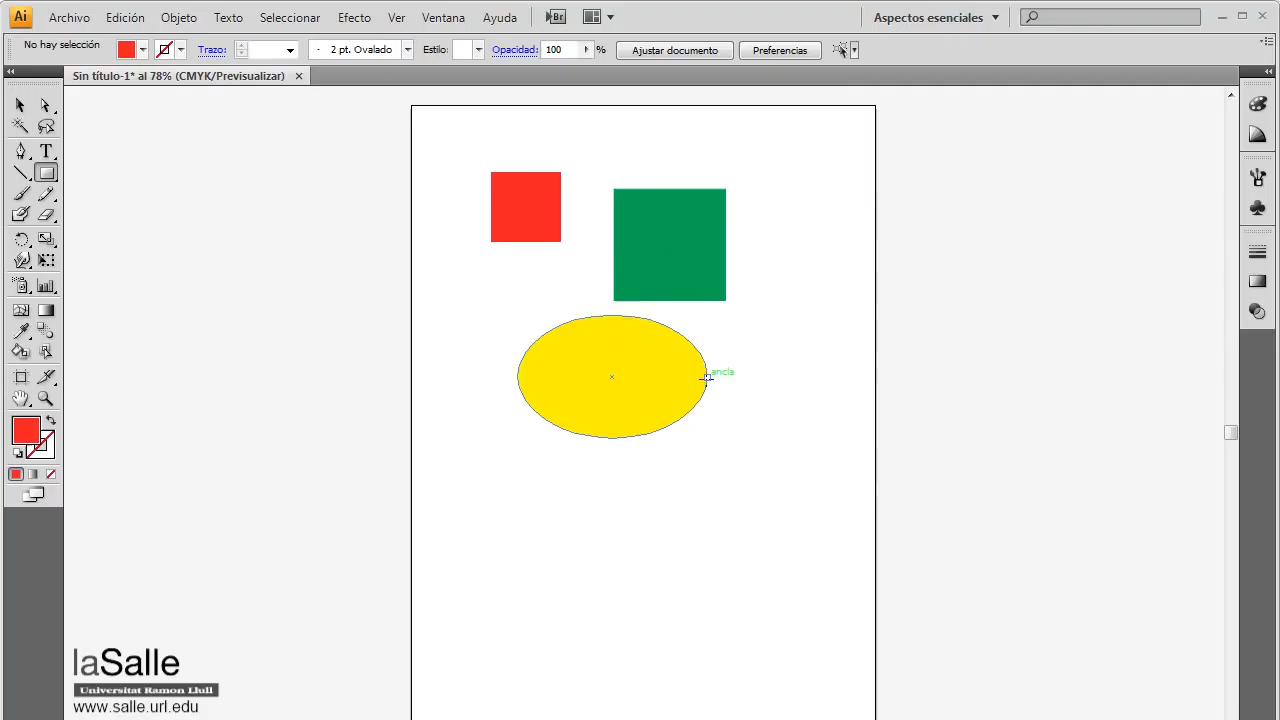 Ai Archivo Edición Objeto Texto Seleccionar Efecto Ver Ventana Ayuda Br Aspectos esenciales
No hay selección Trazo: 2 pt. Ovalado Estilo: Opacidad: 100 % Ajustar documento Preferencias
Sin título-1* al 78% (CMYK/Previsualizar)
T
ancla
laSalle
Universitat Ramon Llull
www.salle.url.edu